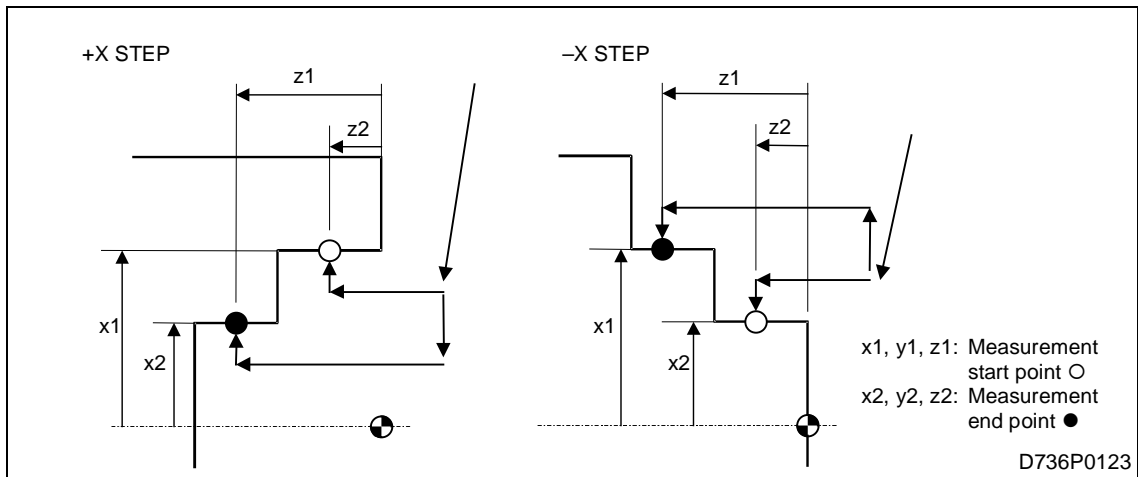 +X STEP
z1
z2
x1
x2
–X STEP
z1
z2
x1
x2
x1, y1, z1: Measurement
start point ○
x2, y2, z2: Measurement
end point ●
D736P0123